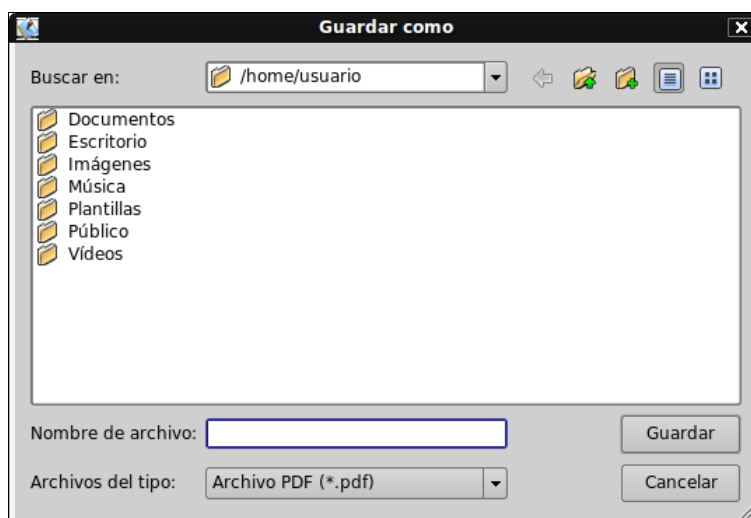 Guardar como
Buscar en: /home/usuario
Documentos
Escritorio
Imágenes
Música
Plantillas
Público
Vídeos
Nombre de archivo: Guardar
Archivos del tipo: Archivo PDF (*.pdf) Cancelar